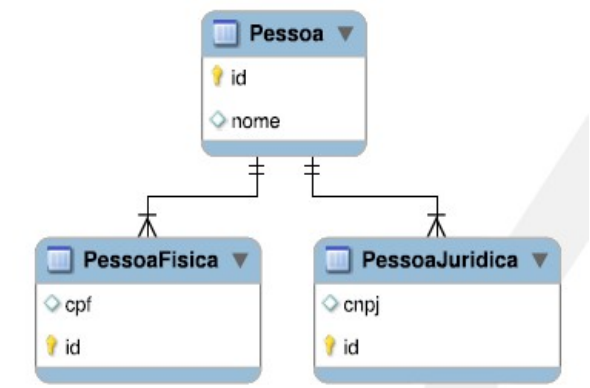 Pessoa
id
nome
PessoaFisica
cpf
id
PessoaJuridica
cnpj
id